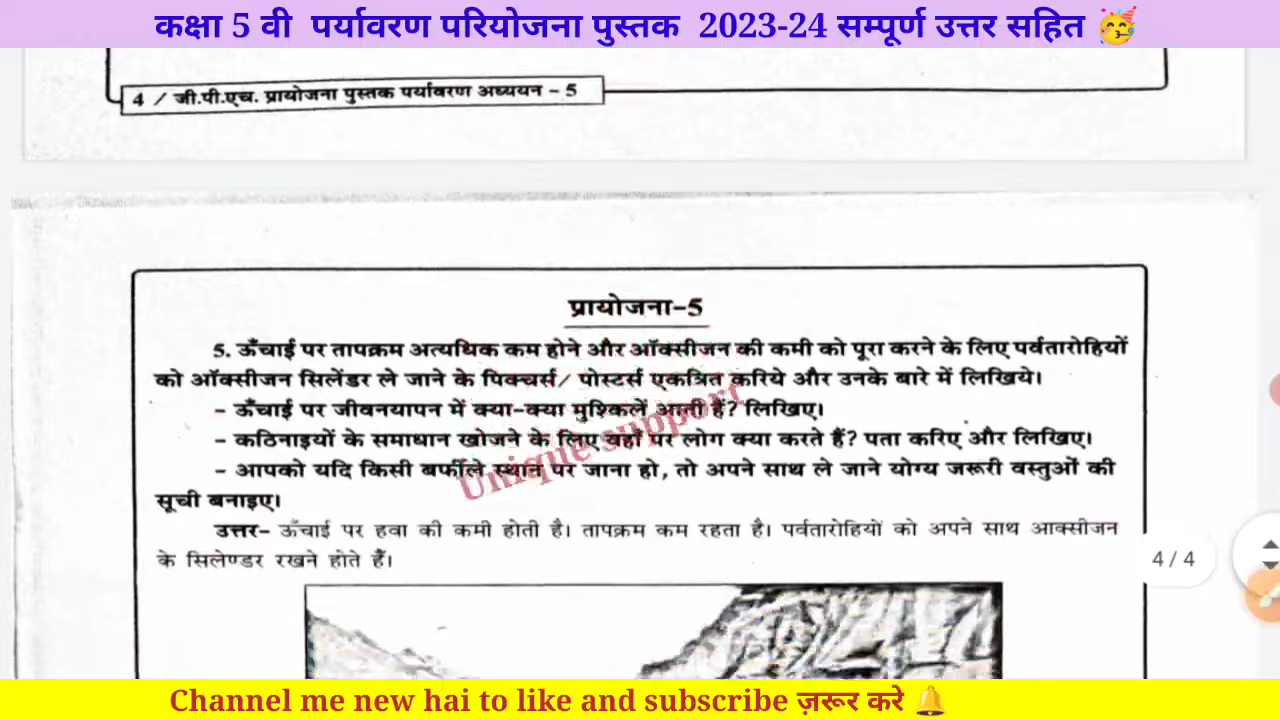 कक्षा 5 वी पर्यावरण परियोजना पुस्तक 2023-24 सम्पूर्ण उत्तर सहित 🥳
4 / जी.पी.एच. प्रायोजना पुस्तक पर्यावरण अध्ययन - 5
प्रायोजना-5
5. ऊँचाई पर तापक्रम अत्यधिक कम होने और ऑक्सीजन की कमी को पूरा करने के लिए पर्वतारोहियों
को ऑक्सीजन सिलेंडर ले जाने के पिक्चर्स/ पोस्टर्स एकत्रित करिये और उनके बारे में लिखिये।
- ऊँचाई पर जीवनयापन में क्या-क्या मुश्किलें आती हैं? लिखिए।
- कठिनाइयों के समाधान खोजने के लिए वहाँ पर लोग क्या करते हैं? पता करिए और लिखिए।
- आपको यदि किसी बर्फीले स्थान पर जाना हो, तो अपने साथ ले जाने योग्य जरूरी वस्तुओं की
सूची बनाइए।
Unique support
उत्तर- ऊँचाई पर हवा की कमी होती है। तापक्रम कम रहता है। पर्वतारोहियों को अपने साथ आक्सीजन
के सिलेण्डर रखने होते हैं।
4 / 4
Channel me new hai to like and subscribe ज़रूर करे 🔔